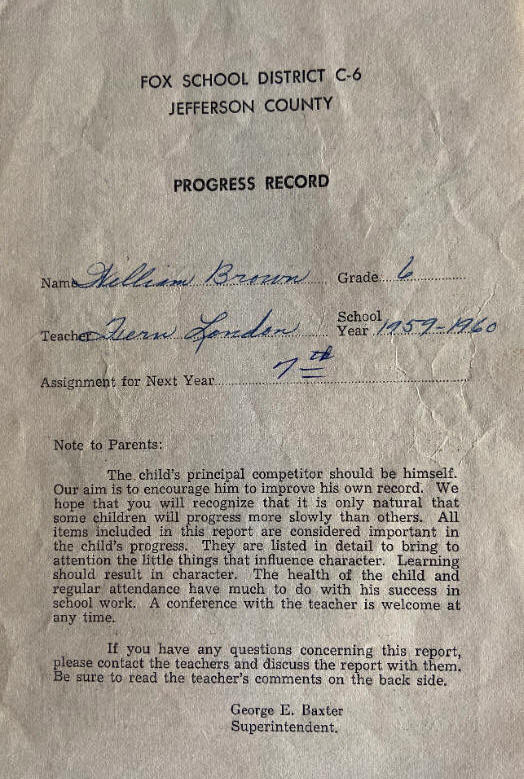 FOX SCHOOL DISTRICT C-6
JEFFERSON COUNTY
PROGRESS RECORD
Name William Brown Grade 6
Teacher Fern London School Year 1959-1960
Assignment for Next Year 7th
Note to Parents:
The child's principal competitor should be himself.
Our aim is to encourage him to improve his own record. We
hope that you will recognize that it is only natural that
some children will progress more slowly than others. All
items included in this report are considered important in
the child's progress. They are listed in detail to bring to
attention the little things that influence character. Learning
should result in character. The health of the child and
regular attendance have much to do with his success in
school work. A conference with the teacher is welcome at
any time.
If you have any questions concerning this report,
please contact the teachers and discuss the report with them.
Be sure to read the teacher's comments on the back side.
George E. Baxter
Superintendent.